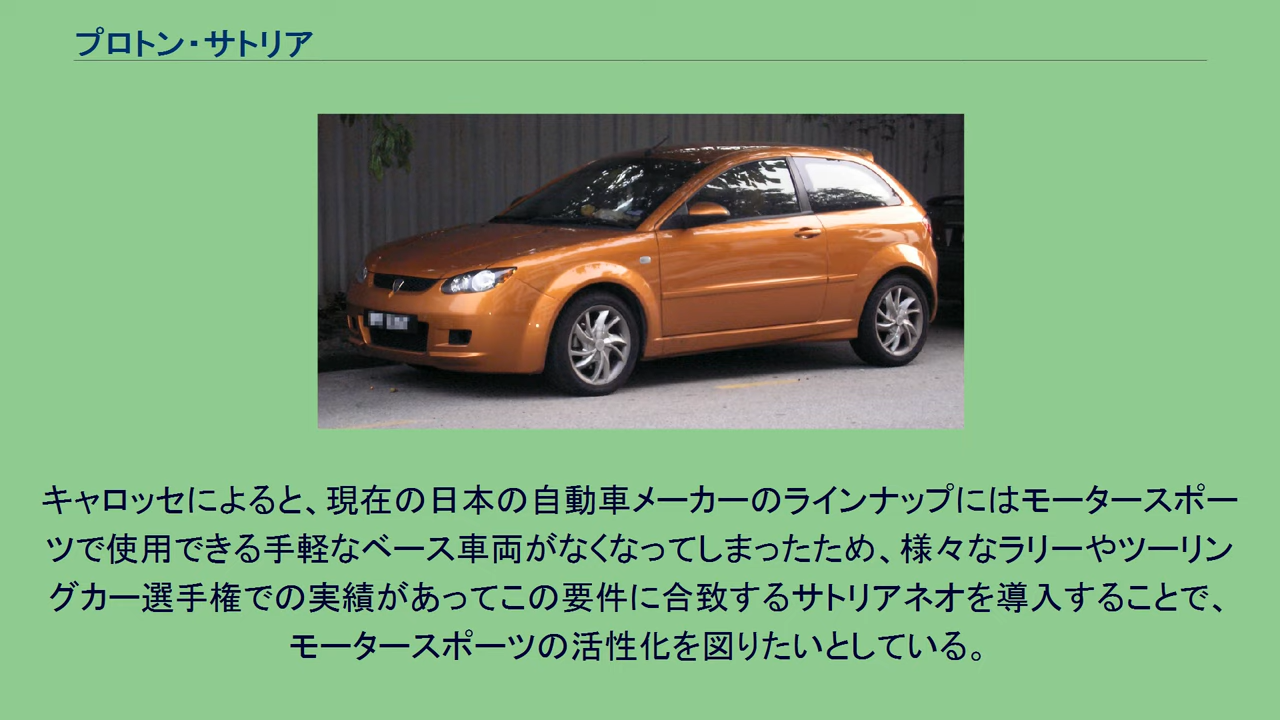 プロトン・サトリア
キャロッセによると、現在の日本の自動車メーカーのラインナップにはモータースポー
ツで使用できる手軽なベース車両がなくなってしまったため、様々なラリーやツーリン
グカー選手権での実績があってこの要件に合致するサトリアネオを導入することで、
モータースポーツの活性化を図りたいとしている。